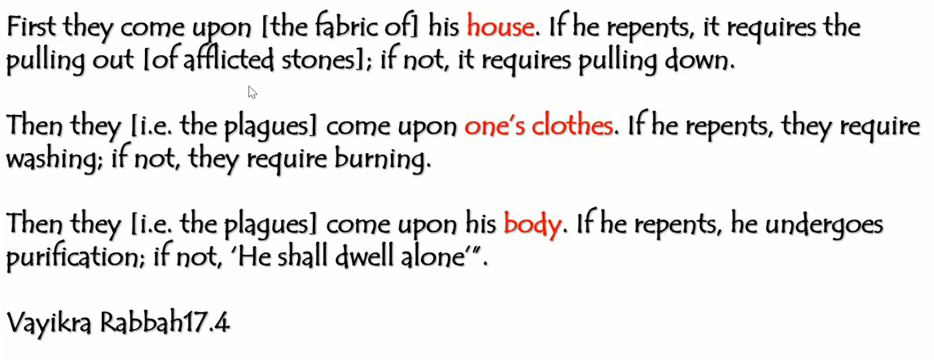 First they come upon [the fabric of] his house. If he repents, it requires the
pulling out [of afflicted stones]; if not, it requires pulling down.
Then they [i.e. the plagues] come upon one's clothes. If he repents, they require
washing; if not, they require burning.
Then they [i.e. the plagues] come upon his body. If he repents, he undergoes
purification; if not, 'He shall dwell alone'".
Vayikra Rabbah17.4